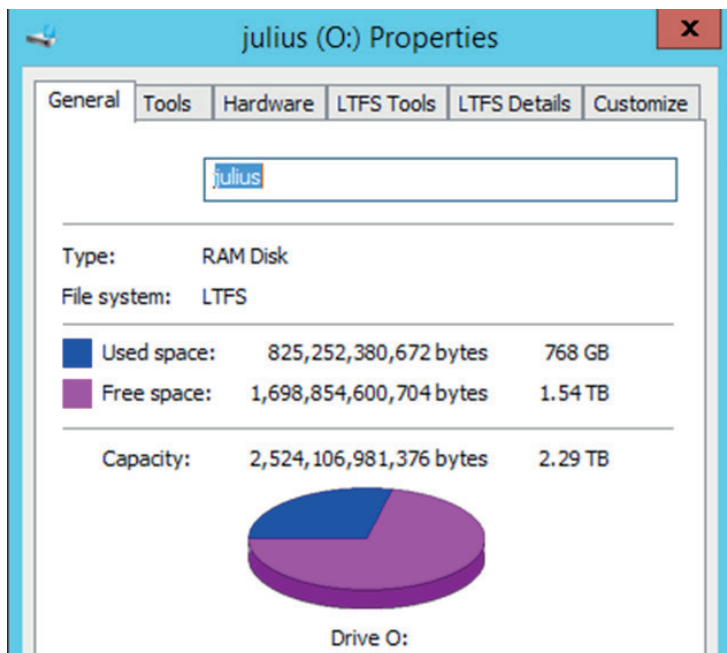 julius (O:) Properties
x
General Tools Hardware LTFS Tools LTFS Details Customize
julius
Type: RAM Disk
File system: LTFS
Used space: 825,252,380,672 bytes 768 GB
Free space: 1,698,854,600,704 bytes 1.54 TB
Capacity: 2,524,106,981,376 bytes 2.29 TB
Drive O: